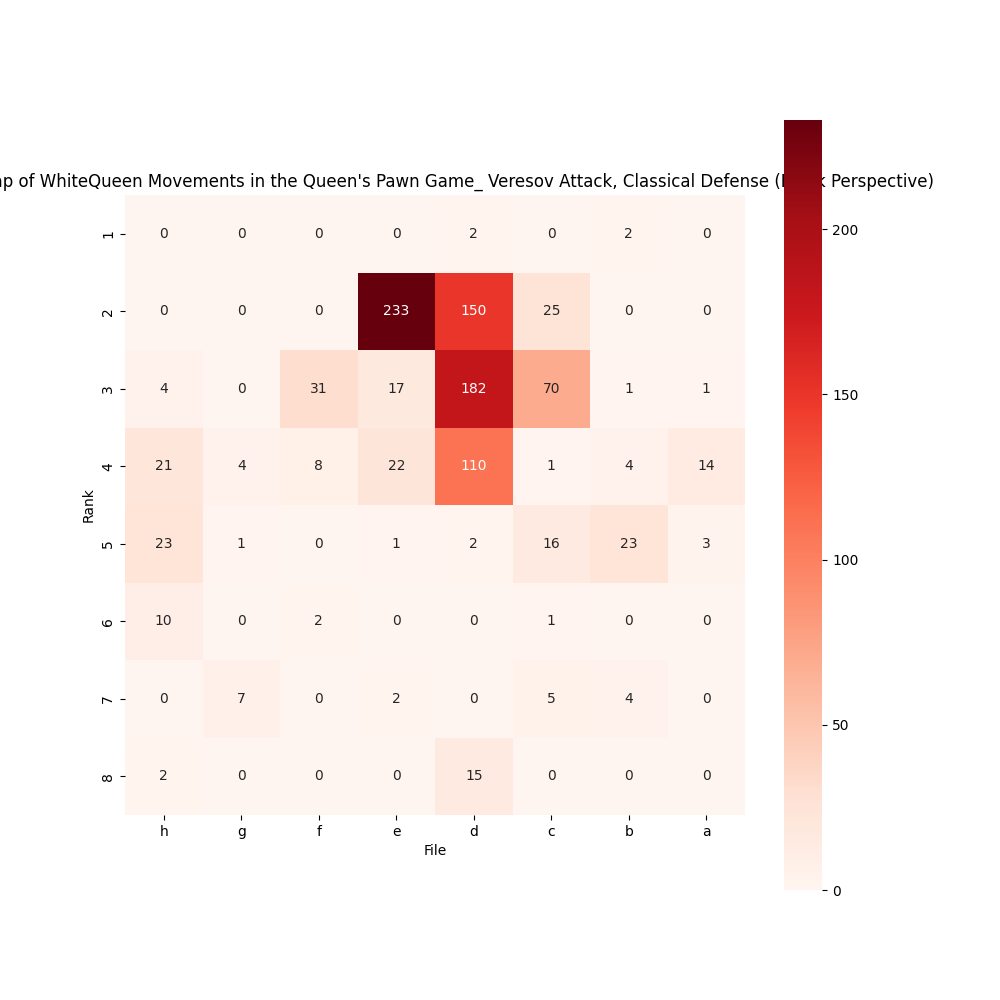 of WhiteQueen Movements in the Queen's Pawn Game_ Veresov Attack, Classical Defense ( Perspective)
1 0 0 0 0 2 0 2 0
2 0 0 0 233 150 25 0 0
3 4 0 31 17 182 70 1 1
4 21 4 8 22 110 1 4 14
5 23 1 0 1 2 16 23 3
6 10 0 2 0 0 1 0 0
7 0 7 0 2 0 5 4 0
8 2 0 0 0 15 0 0 0
h g f e d c b a
File
Rank
200
150
100
50
0